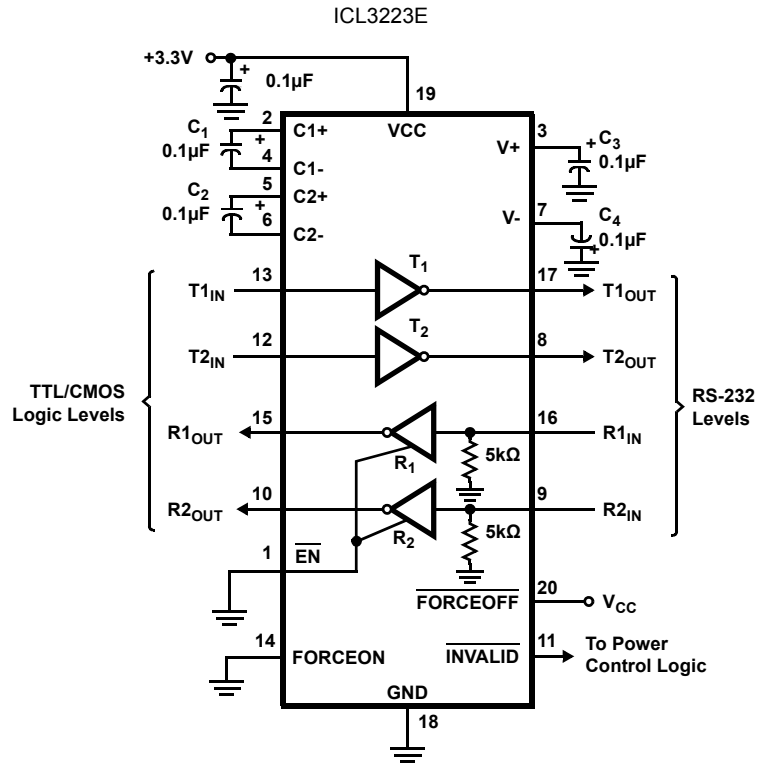 ICL3223E
+3.3V
+
0.1µF
19
VCC
2
C1+
C1
0.1µF
+
4
C1-
5
C2+
C2
0.1µF
+
6
C2-
3
V+
+
C3
0.1µF
7
V-
C4
0.1µF
+
13
T1IN
T1
17
T1OUT
12
T2IN
T2
8
T2OUT
TTL/CMOS
Logic Levels
RS-232
Levels
15
R1OUT
R1
16
R1IN
5kΩ
10
R2OUT
R2
9
R2IN
5kΩ
1
EN
FORCEOFF
20
VCC
14
FORCEON
INVALID
11
To Power
Control Logic
GND
18